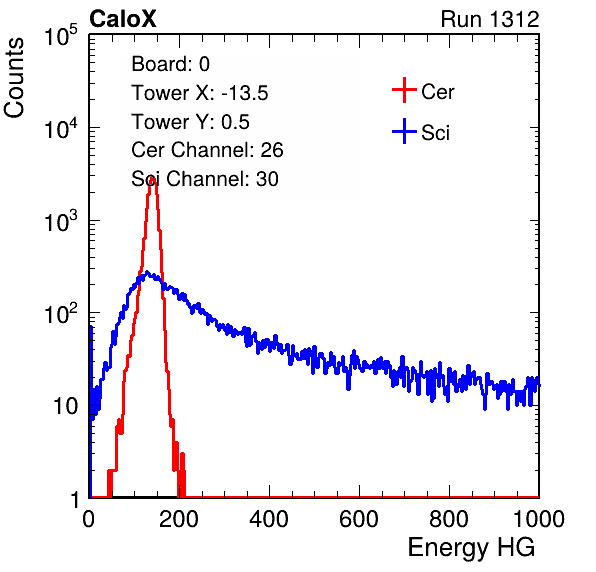 CaloX Run 1312
Counts
Board: 0
Tower X: -13.5
Tower Y: 0.5
Cer Channel: 26
Sci Channel: 30
Cer
Sci
10^5
10^4
10^3
10^2
10
1
0 200 400 600 800 1000
Energy HG